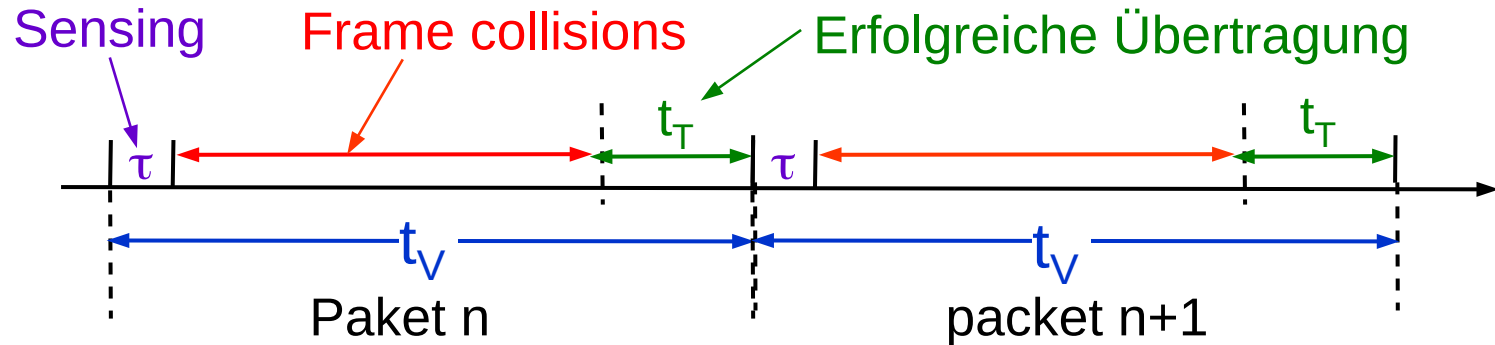 Sensing
Frame collisions
Erfolgreiche Übertragung
τ
t_T
τ
t_T
t_V
t_V
Paket n
packet n+1